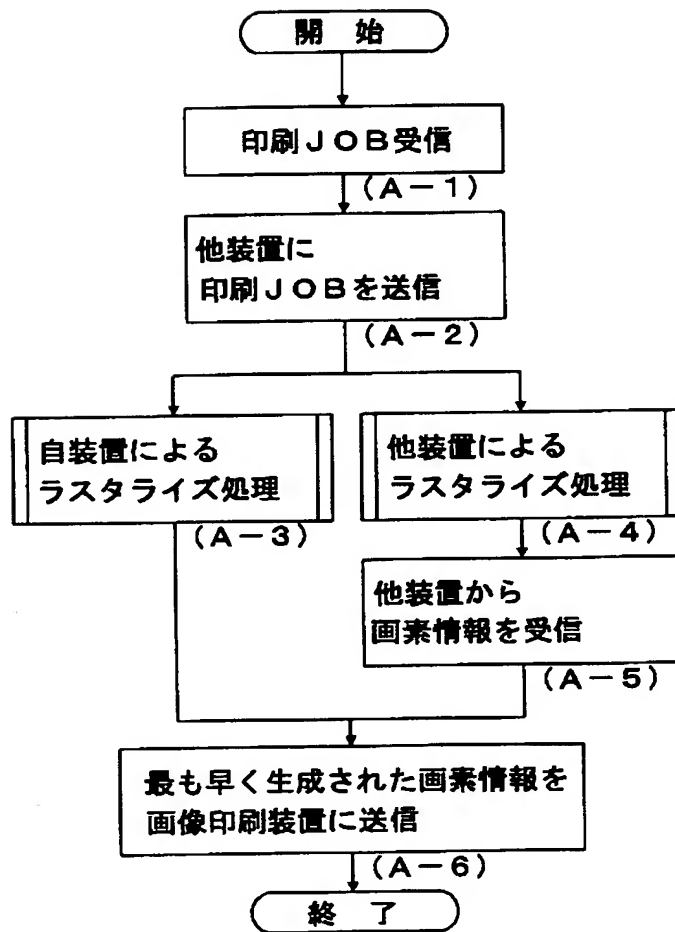 開 始
印刷JOB受信
(A-1)
他装置に
印刷JOBを送信
(A-2)
自装置による
ラスタライズ処理
(A-3)
他装置による
ラスタライズ処理
(A-4)
他装置から
画素情報を受信
(A-5)
最も早く生成された画素情報を
画像印刷装置に送信
(A-6)
終 了